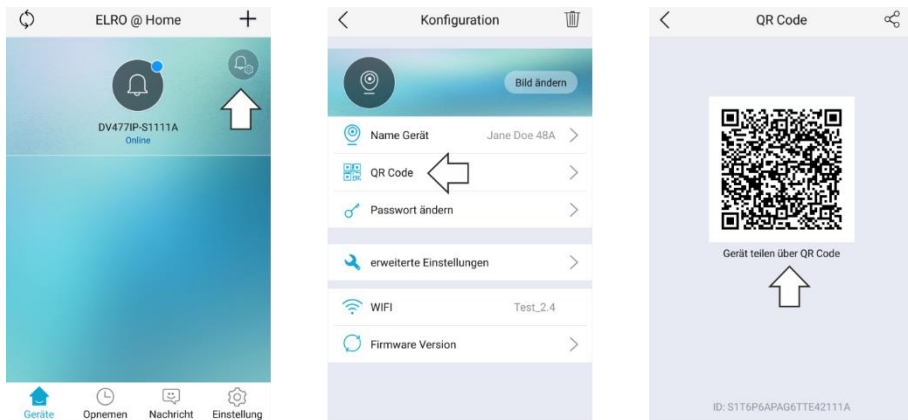 ELRO @ Home
DV477IP-S1111A
Online
Geräte Opnemen Nachricht Einstellung
Konfiguration
Bild ändern
Name Gerät Jane Doe 48A
QR Code
Passwort ändern
erweiterte Einstellungen
WIFI Test_2.4
Firmware Version
QR Code
Gerät teilen über QR Code
ID: S1T6P6APAG6TTE42111A